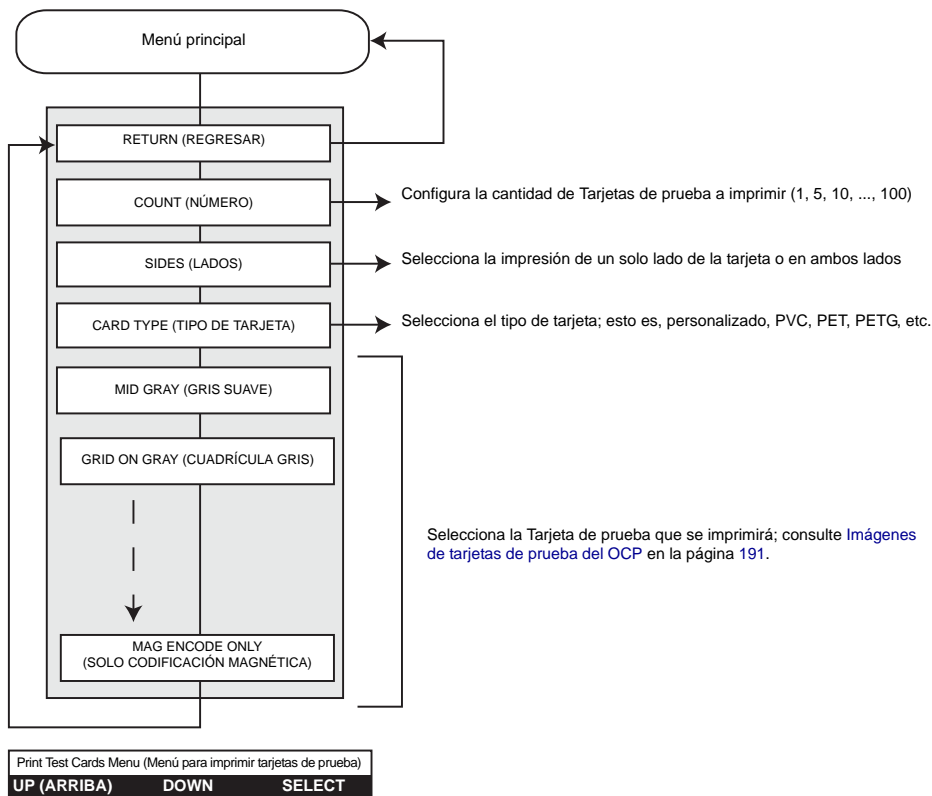 Menú principal
RETURN (REGRESAR)
COUNT (NÚMERO)
Configura la cantidad de Tarjetas de prueba a imprimir (1, 5, 10, ..., 100)
SIDES (LADOS)
Selecciona la impresión de un solo lado de la tarjeta o en ambos lados
CARD TYPE (TIPO DE TARJETA)
Selecciona el tipo de tarjeta; esto es, personalizado, PVC, PET, PETG, etc.
MID GRAY (GRIS SUAVE)
GRID ON GRAY (CUADRÍCULA GRIS)
Selecciona la Tarjeta de prueba que se imprimirá; consulte Imágenes
de tarjetas de prueba del OCP en la página 191.
MAG ENCODE ONLY
(SOLO CODIFICACIÓN MAGNÉTICA)
Print Test Cards Menu (Menú para imprimir tarjetas de prueba)
UP (ARRIBA) DOWN SELECT